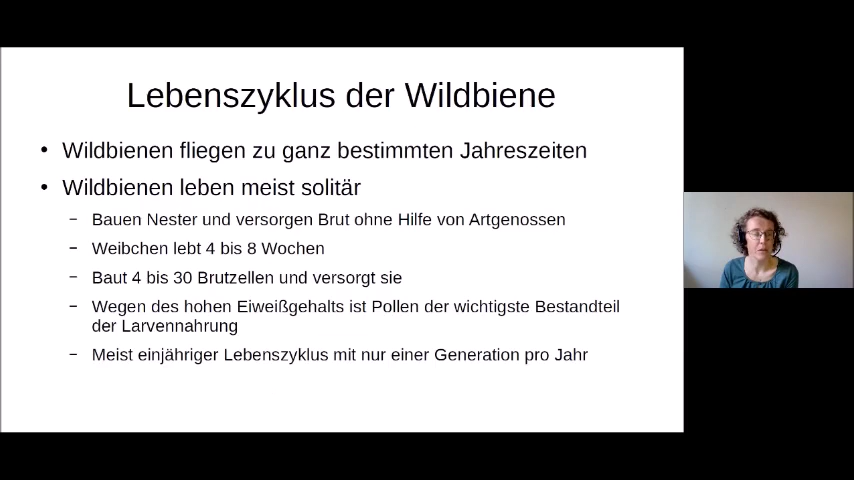 Lebenszyklus der Wildbiene
• Wildbienen fliegen zu ganz bestimmten Jahreszeiten
• Wildbienen leben meist solitär
– Bauen Nester und versorgen Brut ohne Hilfe von Artgenossen
– Weibchen lebt 4 bis 8 Wochen
– Baut 4 bis 30 Brutzellen und versorgt sie
– Wegen des hohen Eiweißgehalts ist Pollen der wichtigste Bestandteil
der Larvennahrung
– Meist einjähriger Lebenszyklus mit nur einer Generation pro Jahr